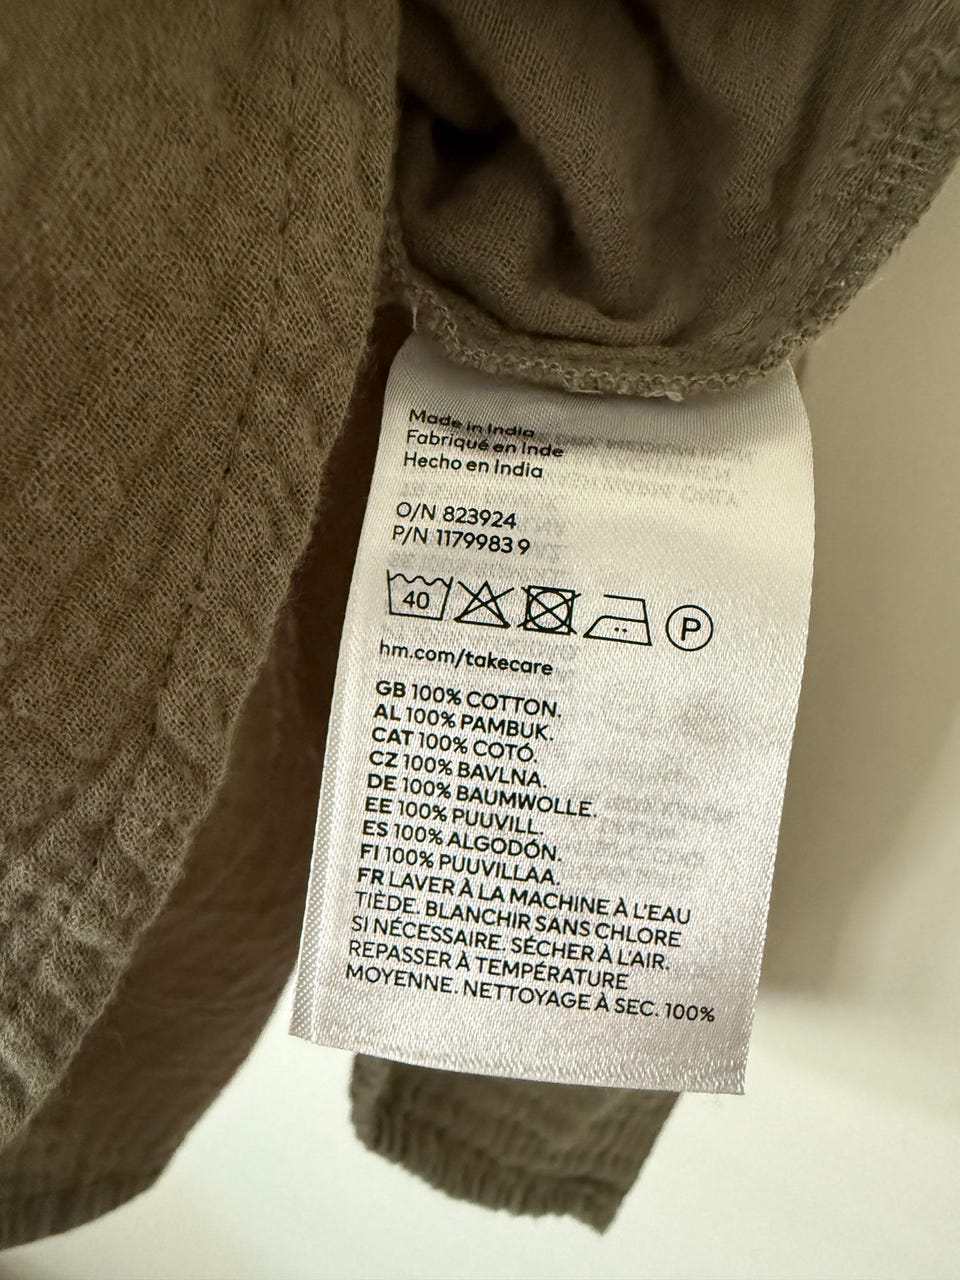 Made in India
Fabriqué en Inde
Hecho en India
O/N 823924
P/N 1179983 9
40 P
hm.com/takecare
GB 100% COTTON.
AL 100% PAMBUK.
CAT 100% COTÓ.
CZ 100% BAVLNA.
DE 100% BAUMWOLLE.
EE 100% PUUVILL.
ES 100% ALGODÓN.
FI 100% PUUVILLAA.
FR LAVER À LA MACHINE À L'EAU
TIÈDE. BLANCHIR SANS CHLORE
SI NÉCESSAIRE. SÉCHER À L'AIR.
REPASSER À TEMPÉRATURE
MOYENNE. NETTOYAGE À SEC. 100%